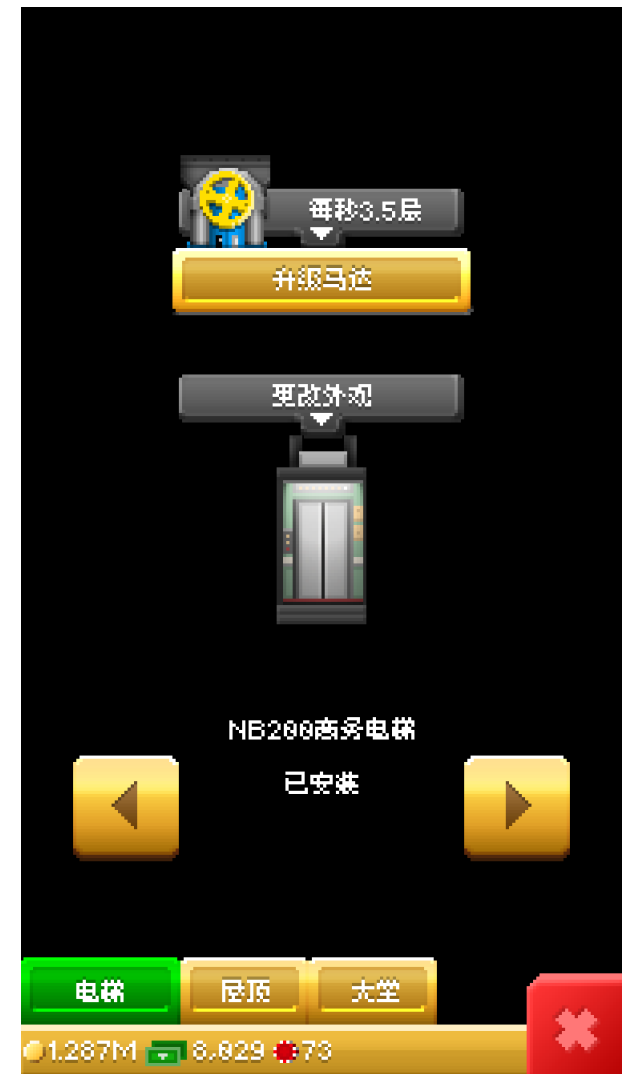 每秒3.5层
升级马达
更改外观
NB200商务电梯
已安装
电梯 屋顶 大堂
1.287M 8,029 73